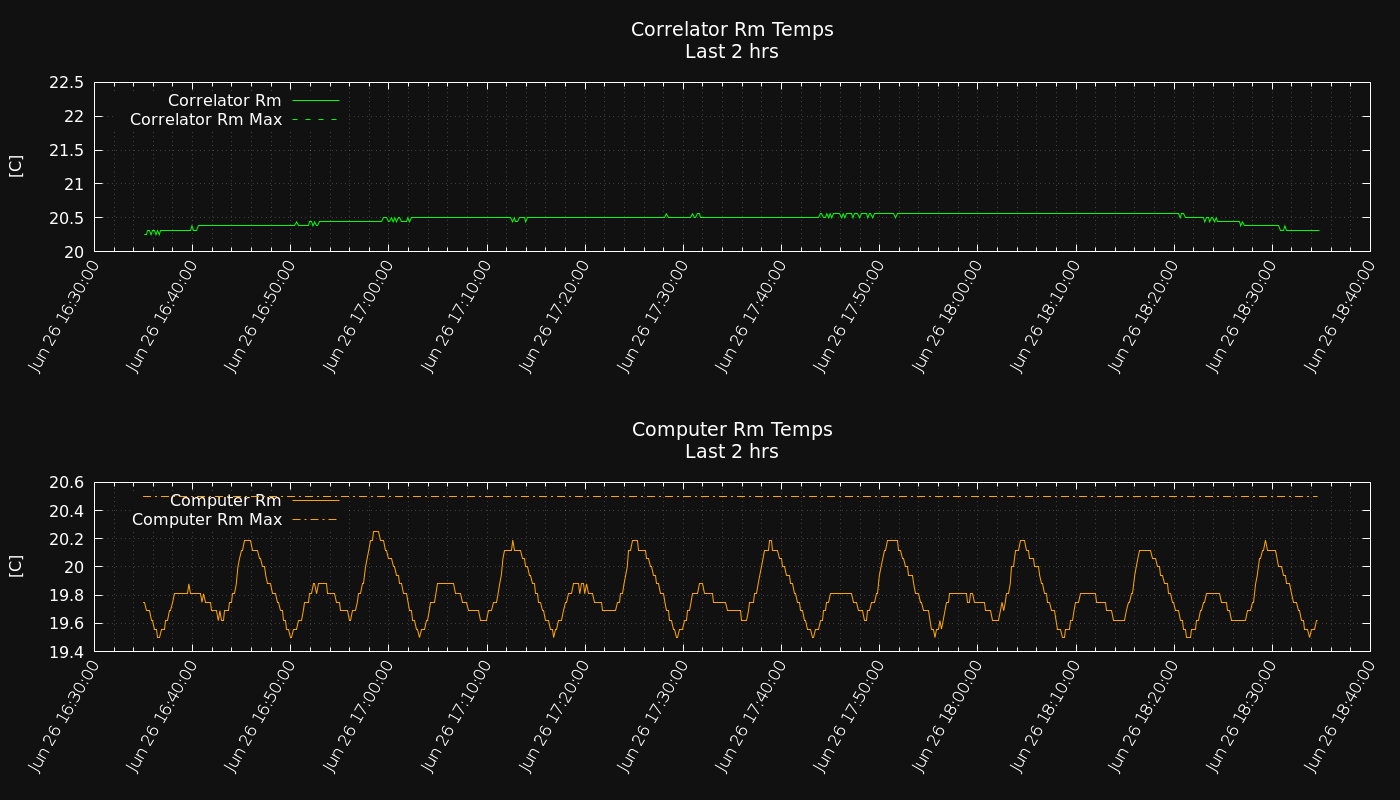 Correlator Rm Temps
Last 2 hrs
22.5
22
21.5
21
20.5
20
[C]
Correlator Rm
Correlator Rm Max
Jun 26 16:30:00
Jun 26 16:40:00
Jun 26 16:50:00
Jun 26 17:00:00
Jun 26 17:10:00
Jun 26 17:20:00
Jun 26 17:30:00
Jun 26 17:40:00
Jun 26 17:50:00
Jun 26 18:00:00
Jun 26 18:10:00
Jun 26 18:20:00
Jun 26 18:30:00
Jun 26 18:40:00
Computer Rm Temps
Last 2 hrs
20.6
20.4
20.2
20
19.8
19.6
19.4
[C]
Computer Rm
Computer Rm Max
Jun 26 16:30:00
Jun 26 16:40:00
Jun 26 16:50:00
Jun 26 17:00:00
Jun 26 17:10:00
Jun 26 17:20:00
Jun 26 17:30:00
Jun 26 17:40:00
Jun 26 17:50:00
Jun 26 18:00:00
Jun 26 18:10:00
Jun 26 18:20:00
Jun 26 18:30:00
Jun 26 18:40:00